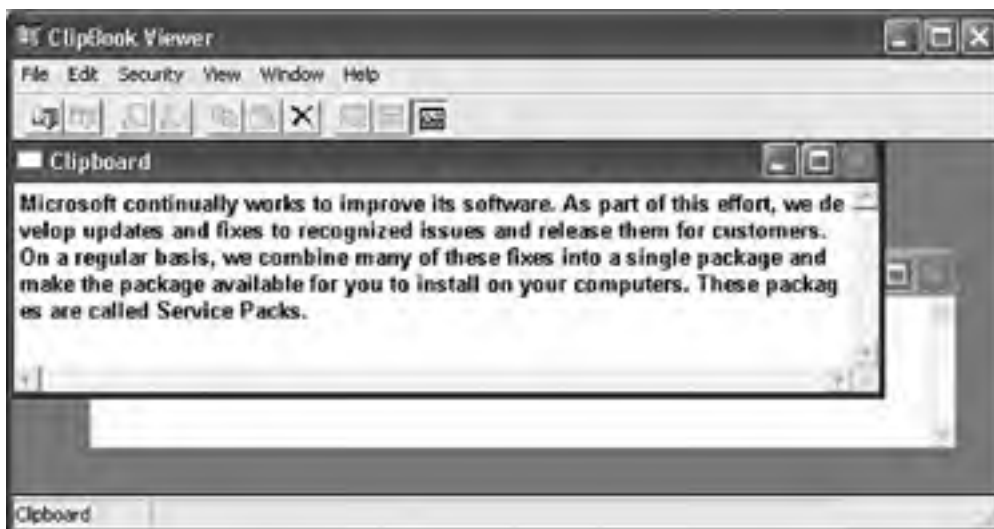 ClipBook Viewer
File Edit Security View Window Help
Clipboard
Microsoft continually works to improve its software. As part of this effort, we de
velop updates and fixes to recognized issues and release them for customers.
On a regular basis, we combine many of these fixes into a single package and
make the package available for you to install on your computers. These packag
es are called Service Packs.
Clipboard